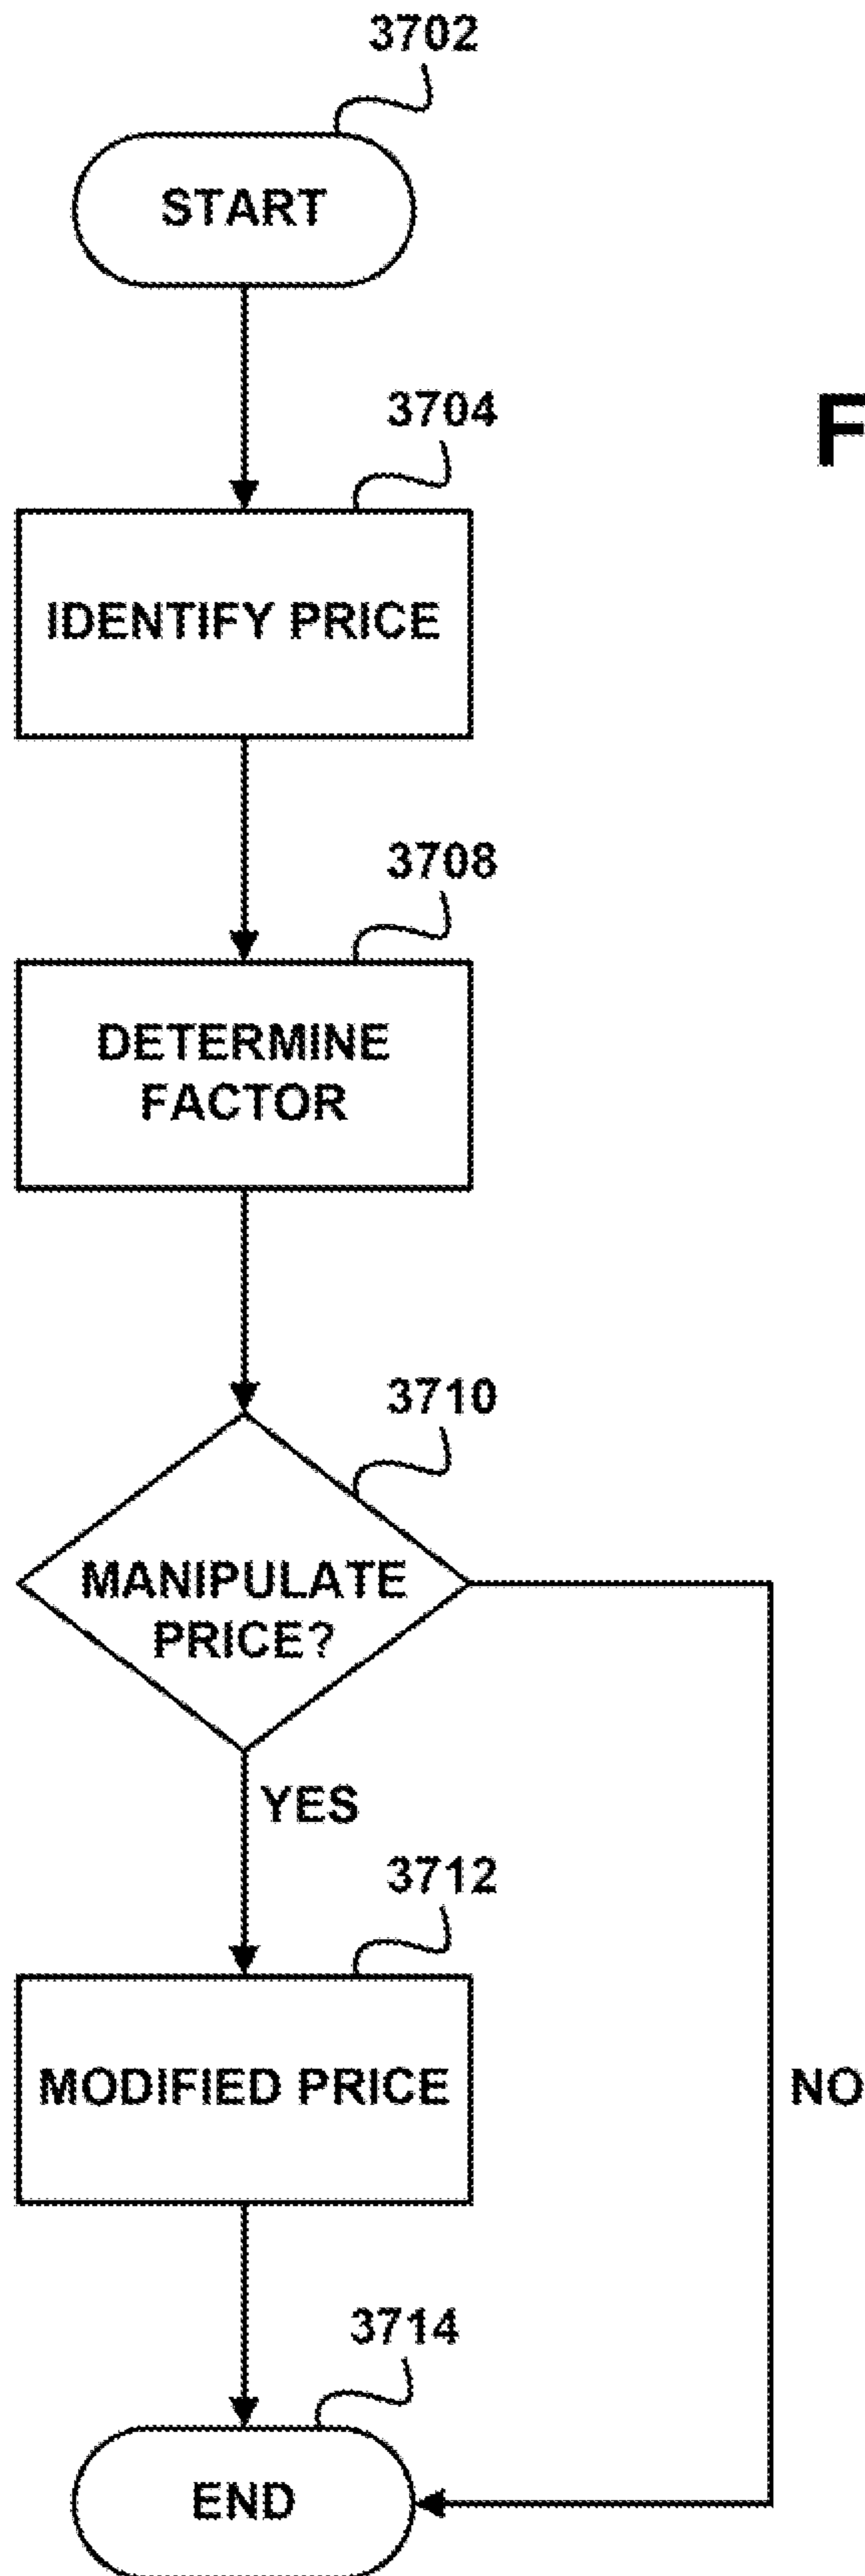 3702
START
3704
F
IDENTIFY PRICE
3708
DETERMINE
FACTOR
3710
MANIPULATE
PRICE?
YES
3712
MODIFIED PRICE
NO
3714
END